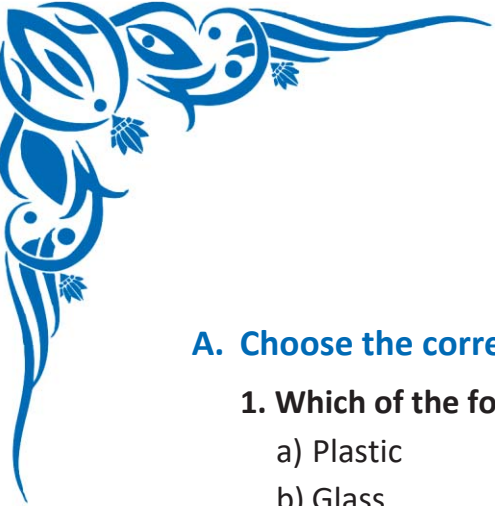 A. Choose the corre
1. Which of the fo
a) Plastic
b) Glass